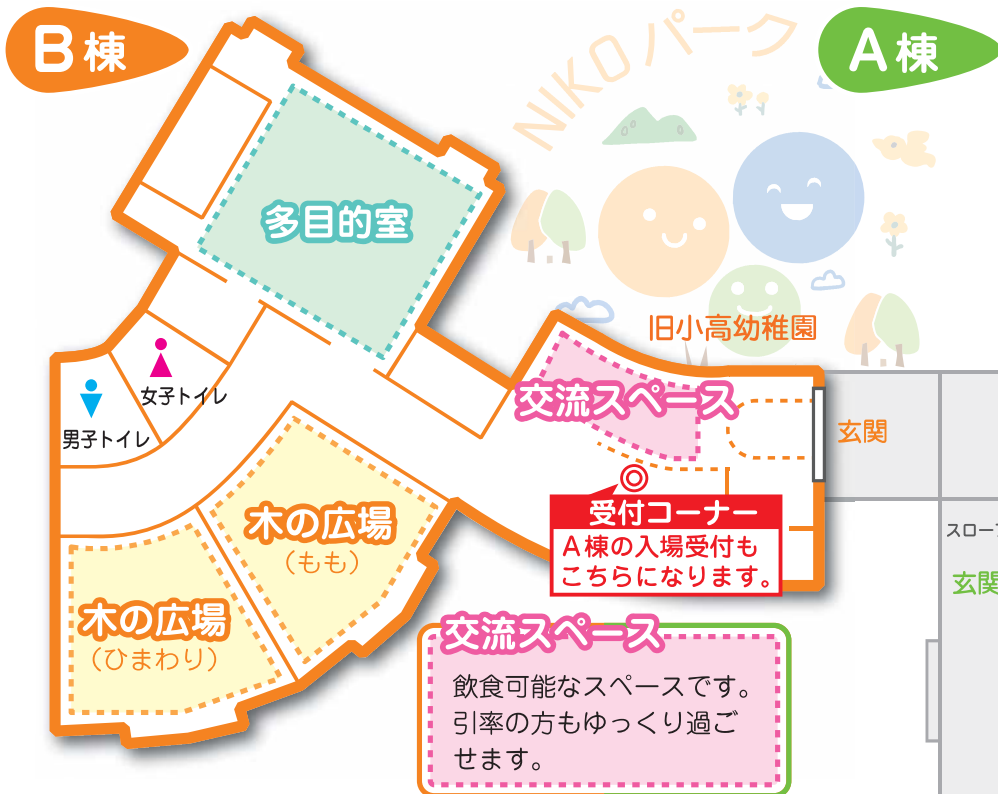 B棟
NIKOパーク
A棟
多目的室
旧小高幼稚園
女子トイレ
男子トイレ
交流スペース
玄関
受付コーナー
A棟の入場受付も
こちらになります。
木の広場
(もも)
木の広場
(ひまわり)
スロープ
玄関
交流スペース
飲食可能なスペースです。
引率の方もゆっくり過ご
せます。